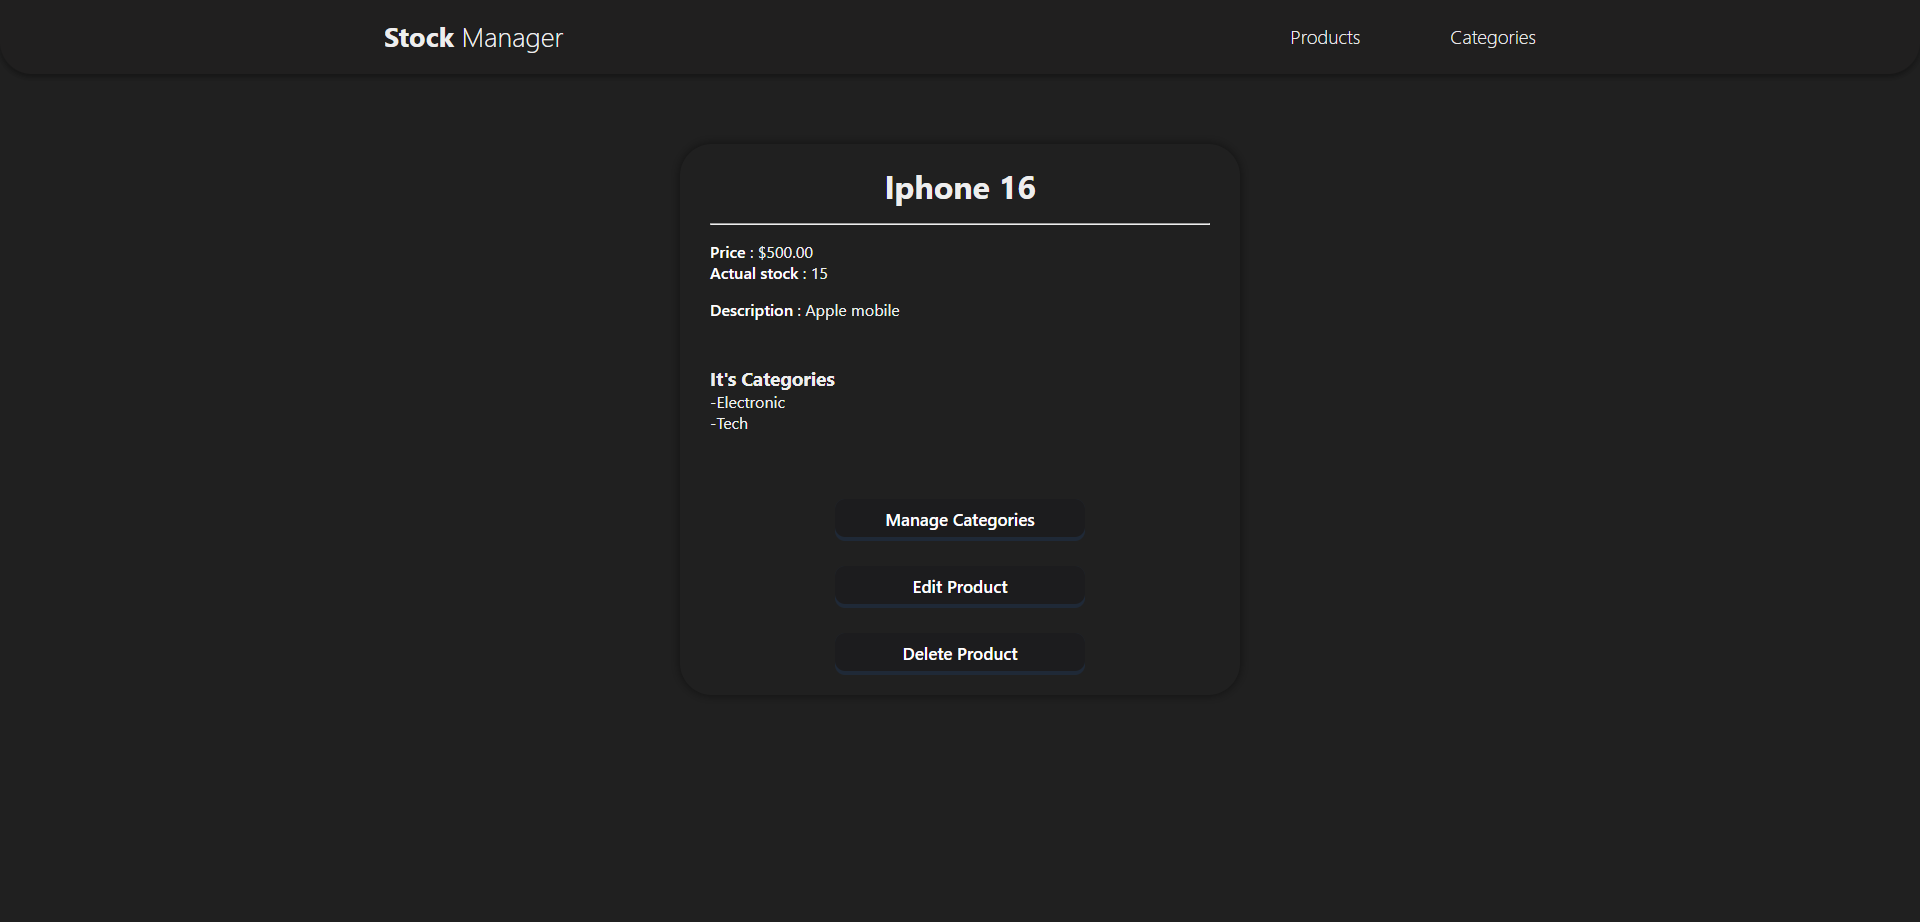 Stock Manager
Products
Categories
Iphone 16
Price : $500.00
Actual stock : 15
Description : Apple mobile
It's Categories
-Electronic
-Tech
Manage Categories
Edit Product
Delete Product